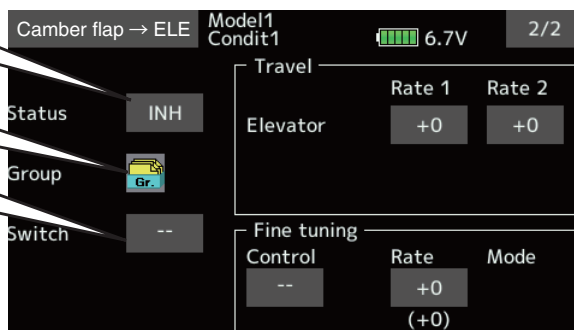 Camber flap → ELE
Model1
Condit1
6.7V
2/2
Status
INH
Group
Gr.
Switch
--
Travel
Rate 1
Rate 2
Elevator
+0
+0
Fine tuning
Control
Rate
Mode
--
+0
(+0)